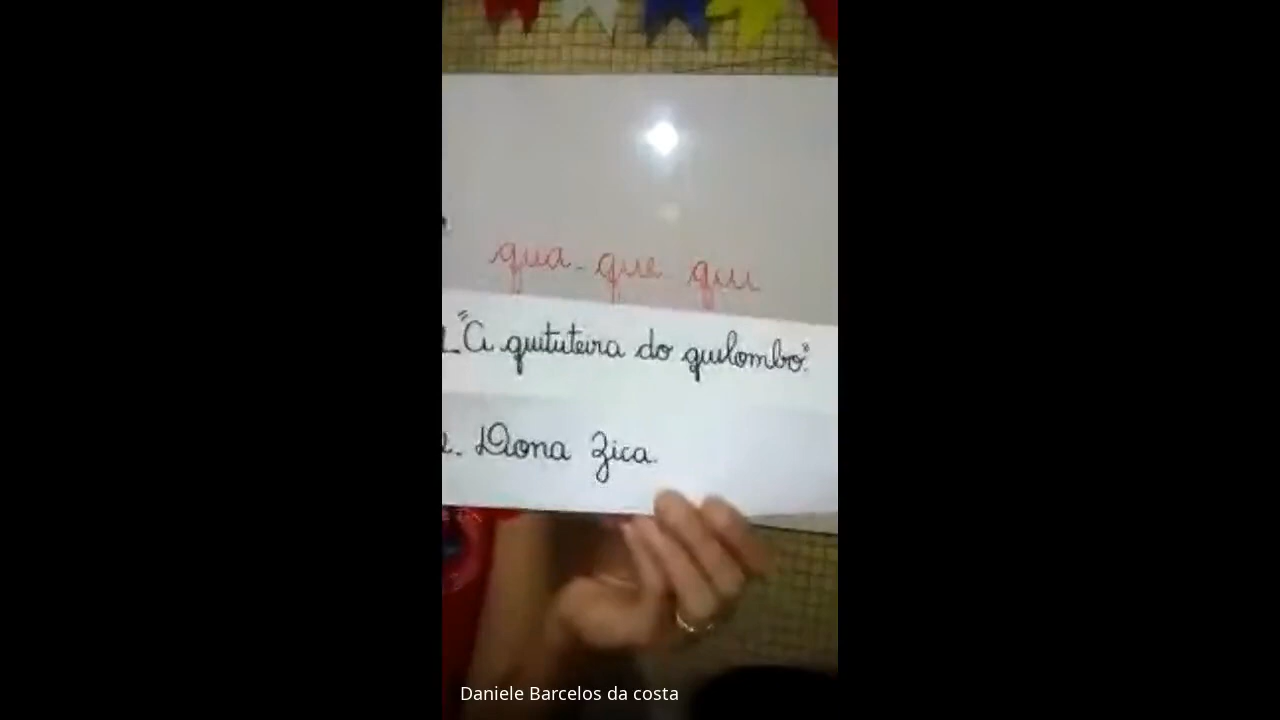 qua - que - qui
"A quituteira do quilombo".
Dona Zica.
Daniele Barcelos da costa